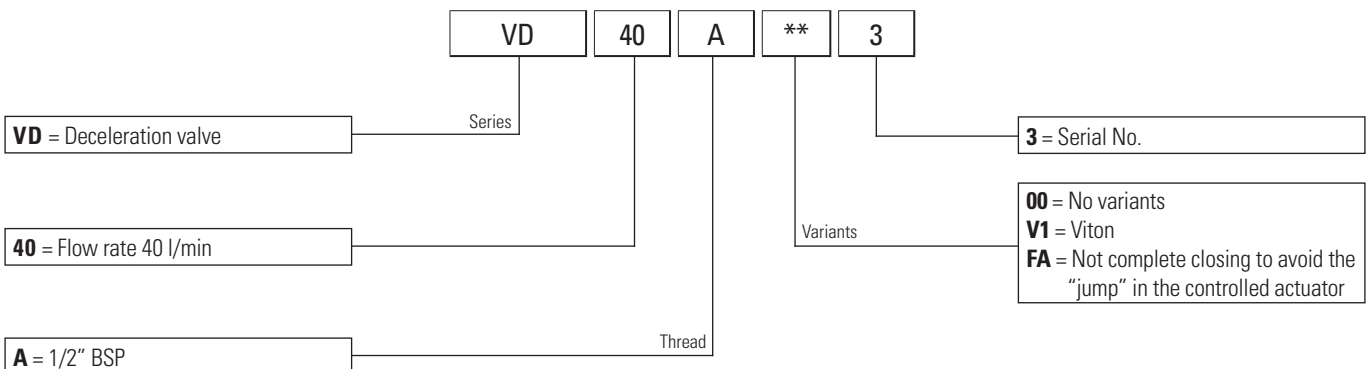 VD 40 A ** 3
Series
VD = Deceleration valve
3 = Serial No.
40 = Flow rate 40 l/min
Variants
00 = No variants
V1 = Viton
FA = Not complete closing to avoid the
“jump” in the controlled actuator
Thread
A = 1/2” BSP